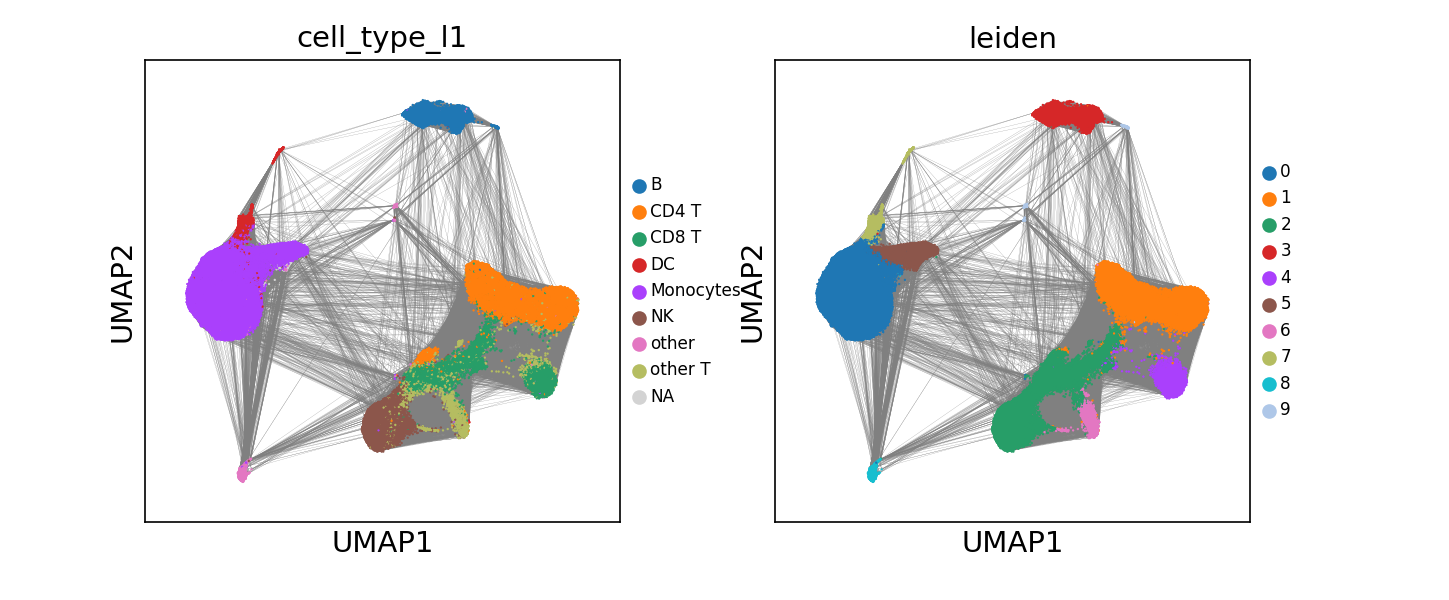 cell_type_l1
UMAP2
UMAP1
B
CD4 T
CD8 T
DC
Monocytes
NK
other
other T
NA
leiden
UMAP2
UMAP1
0
1
2
3
4
5
6
7
8
9